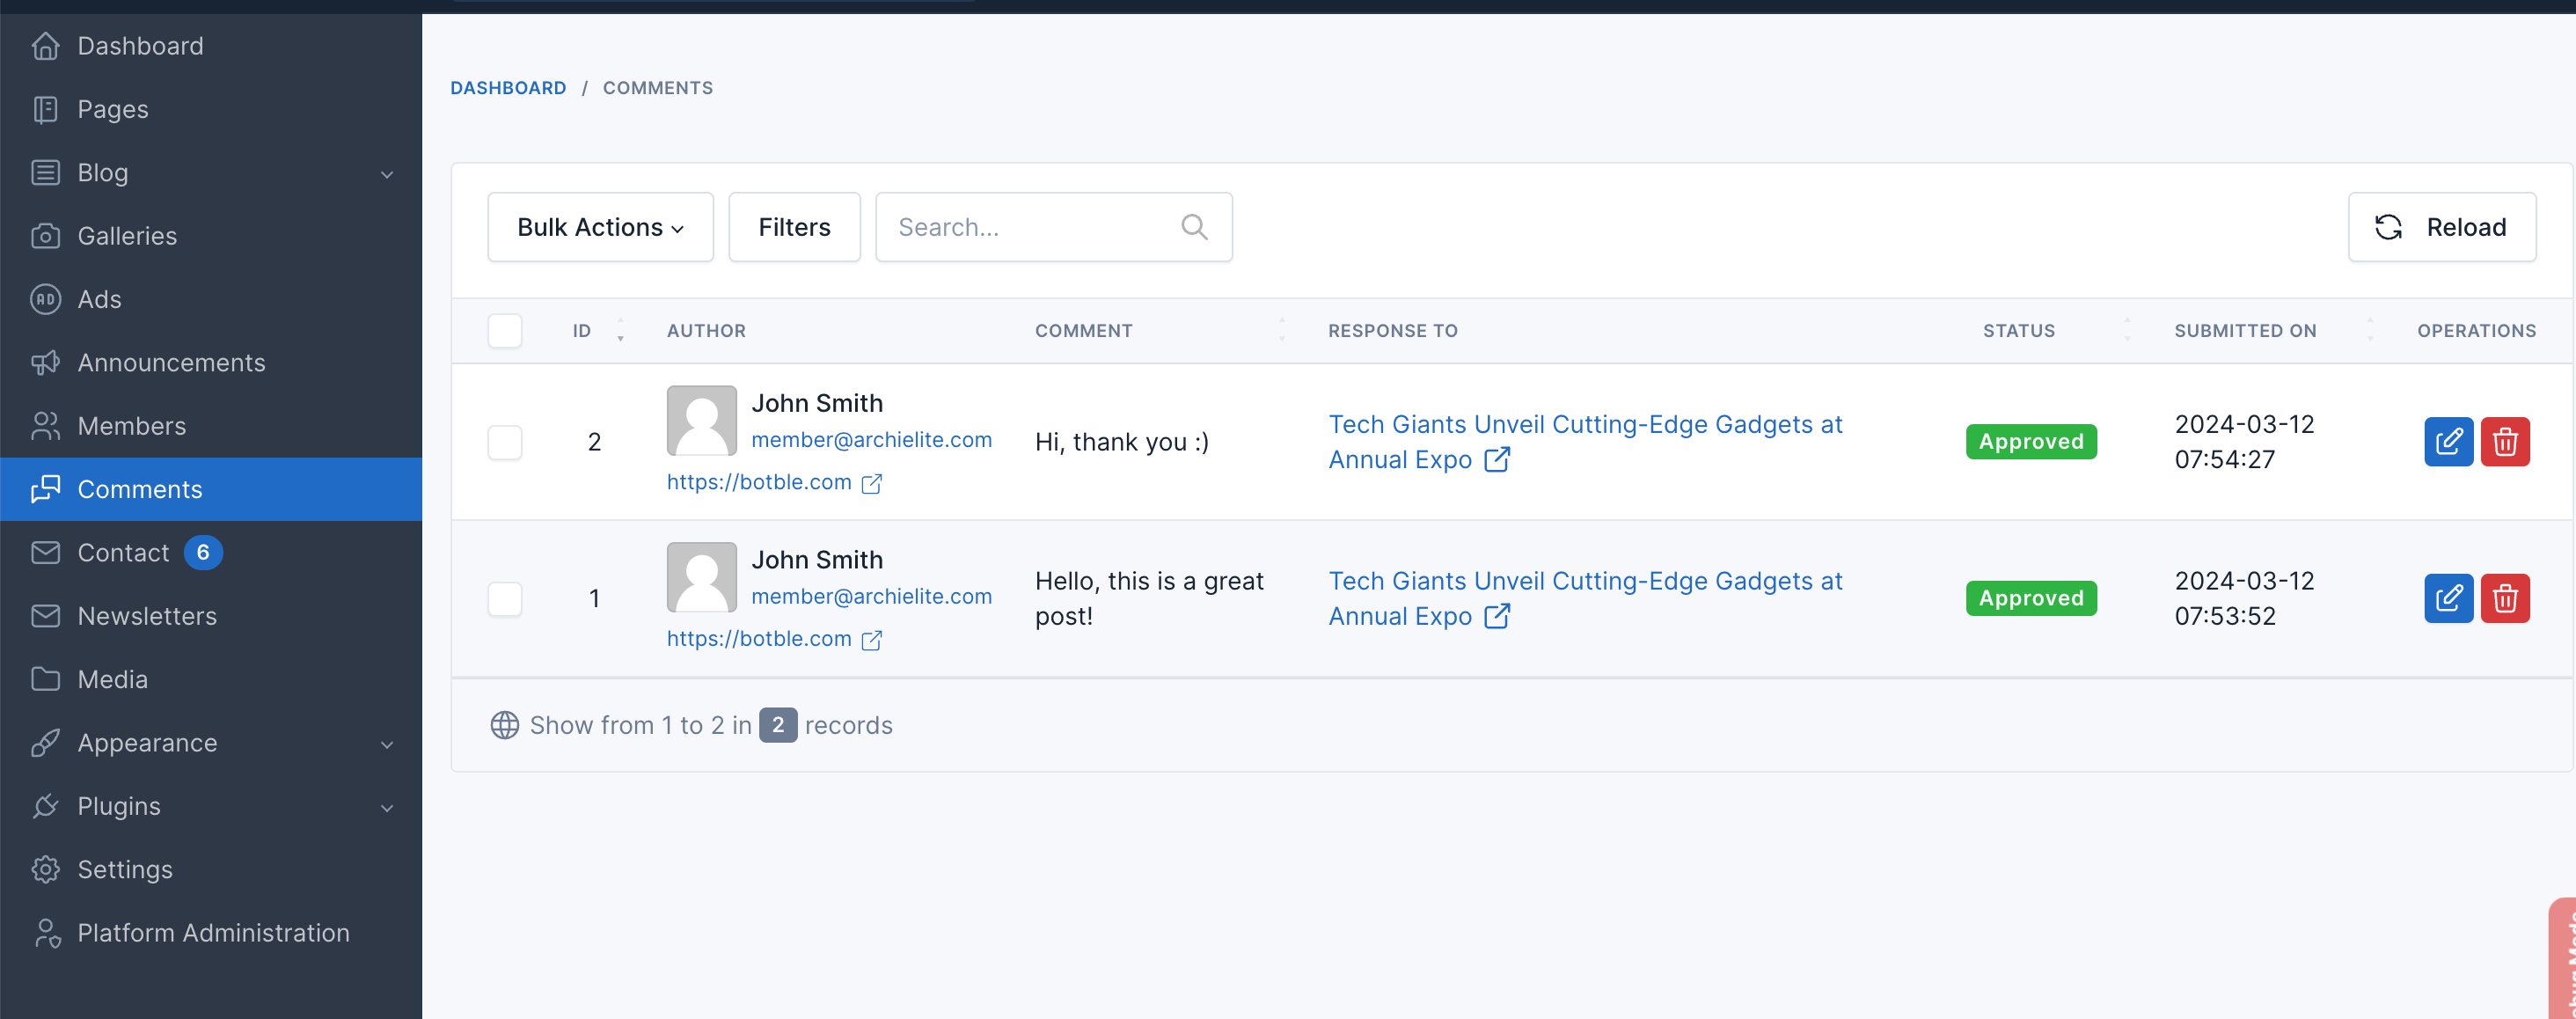 Dashboard
Pages
Blog
Galleries
AD Ads
Announcements
Members
Comments
Contact 6
Newsletters
Media
Appearance
Plugins
Settings
Platform Administration
DASHBOARD / COMMENTS
Bulk Actions Filters Search... Reload
ID AUTHOR COMMENT RESPONSE TO STATUS SUBMITTED ON OPERATIONS
2
John Smith
member@archielite.com
https://botble.com
Hi, thank you :)
Tech Giants Unveil Cutting-Edge Gadgets at
Annual Expo
Approved
2024-03-12
07:54:27
1
John Smith
member@archielite.com
https://botble.com
Hello, this is a great
post!
Tech Giants Unveil Cutting-Edge Gadgets at
Annual Expo
Approved
2024-03-12
07:53:52
Show from 1 to 2 in 2 records